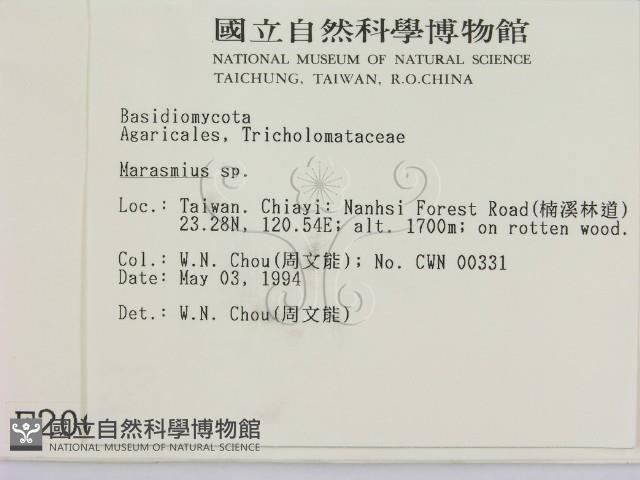 國立自然科學博物館
NATIONAL MUSEUM OF NATURAL SCIENCE
TAICHUNG, TAIWAN, R.O.CHINA
Basidiomycota
Agaricales, Tricholomataceae
Marasmius sp.
Loc.: Taiwan. Chiayi: Nanhsi Forest Road(楠溪林道)
23.28N, 120.54E; alt. 1700m; on rotten wood.
Col.: W.N. Chou(周文能); No. CWN 00331
Date: May 03, 1994
Det.: W.N. Chou(周文能)
國立自然科學博物館
NATIONAL MUSEUM OF NATURAL SCIENCE